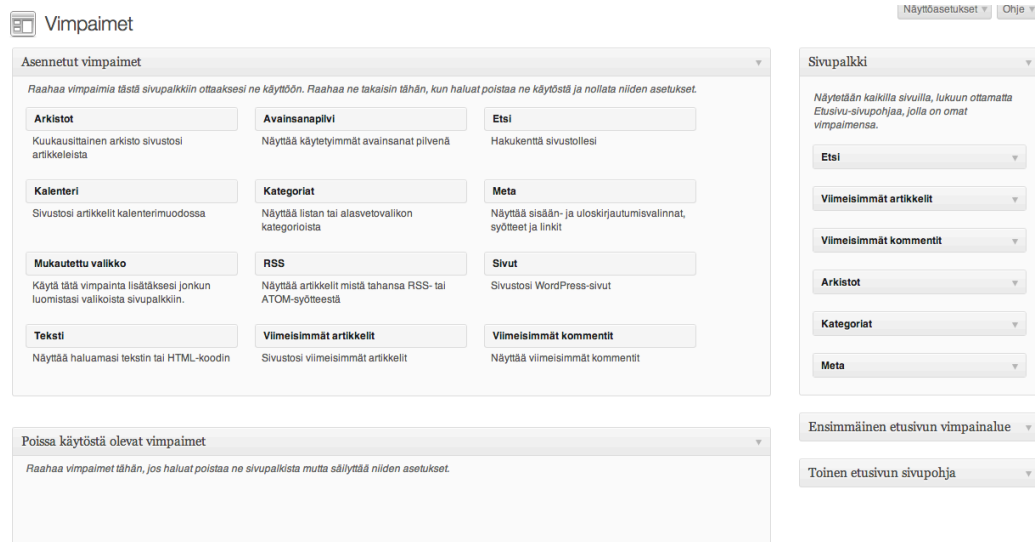 Näyttöasetukset
Ohje
Vimpaimet
Asennetut vimpaimet
Raahaa vimpaimia tästä sivupalkkiin ottaaksesi ne käyttöön. Raahaa ne takaisin tähän, kun haluat poistaa ne käytöstä ja nollata niiden asetukset.
Arkistot
Kuukausittainen arkisto sivustosi
artikkeleista
Avainsanapilvi
Näyttää käytetyimmät avainsanat pilvenä
Etsi
Hakukenttä sivustollesi
Kalenteri
Sivustosi artikkelit kalenterimuodossa
Kategoriat
Näyttää listan tai alasvetovalikon
kategorioista
Meta
Näyttää sisään- ja uloskirjautumisvalinnat,
syötteet ja linkit
Mukautettu valikko
Käytä tätä vimpainta lisätäksesi jonkun
luomistasi valikoista sivupalkkiin.
RSS
Näyttää artikkelit mistä tahansa RSS- tai
ATOM-syötteestä
Sivut
Sivustosi WordPress-sivut
Teksti
Näyttää haluamasi tekstin tai HTML-koodin
Viimeisimmät artikkelit
Sivustosi viimeisimmät artikkelit
Viimeisimmät kommentit
Näyttää viimeisimmät kommentit
Poissa käytöstä olevat vimpaimet
Raahaa vimpaimet tähän, jos haluat poistaa ne sivupalkista mutta säilyttää niiden asetukset.
Sivupalkki
Näytetään kaikilla sivuilla, lukuun ottamatta
Etusivu-sivupohjaa, jolla on omat
vimpaimensa.
Etsi
Viimeisimmät artikkelit
Viimeisimmät kommentit
Arkistot
Kategoriat
Meta
Ensimmäinen etusivun vimpainalue
Toinen etusivun sivupohja